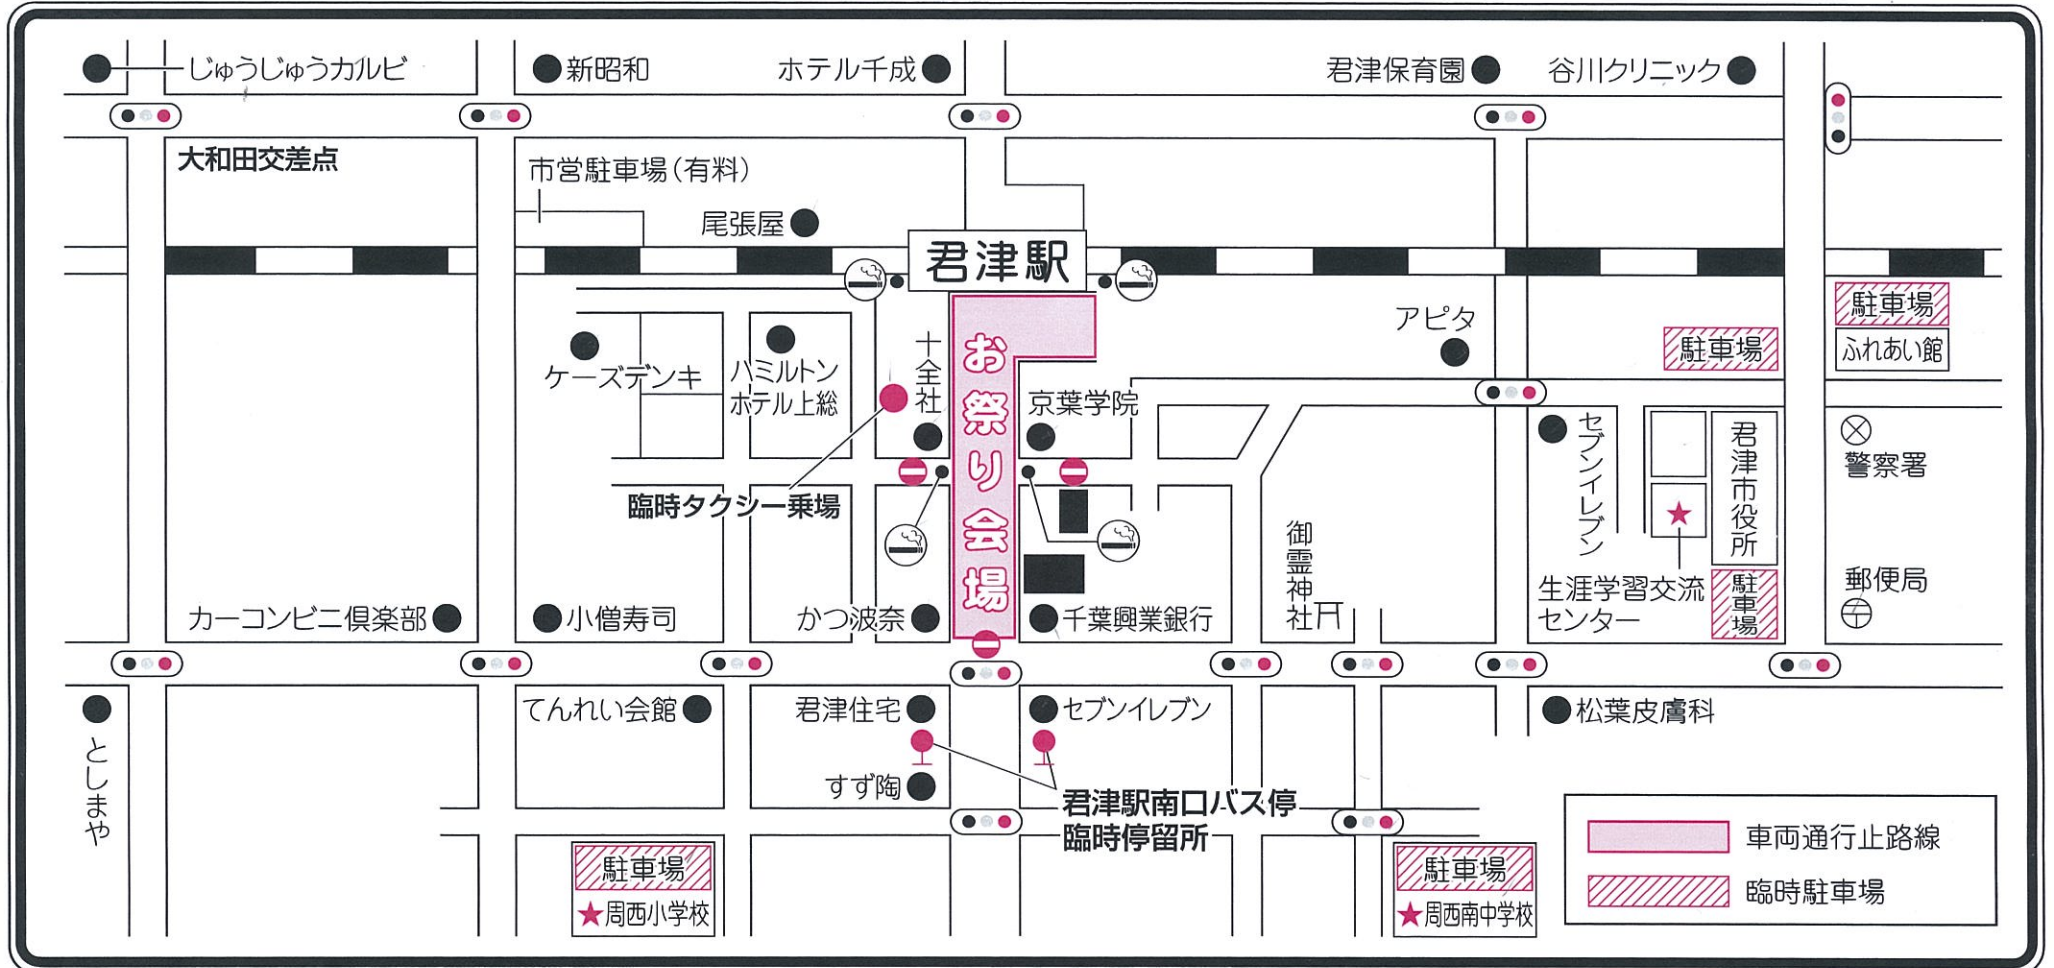 じゅうじゅうカルビ
新昭和
ホテル千成
君津保育園
谷川クリニック
大和田交差点
市営駐車場(有料)
尾張屋
君津駅
ケーズデンキ
ハミルトン
ホテル上総
十全社
お祭り会場
京葉学院
アピタ
駐車場
駐車場
ふれあい館
臨時タクシー乗場
セブンイレブン
君津市役所
警察署
御霊神社
生涯学習交流
センター
駐車場
郵便局
カーコンビニ倶楽部
小僧寿司
かつ波奈
千葉興業銀行
としまや
てんれい会館
君津住宅
セブンイレブン
松葉皮膚科
すず陶
君津駅南口バス停
臨時停留所
駐車場
★周西小学校
駐車場
★周西南中学校
車両通行止路線
臨時駐車場